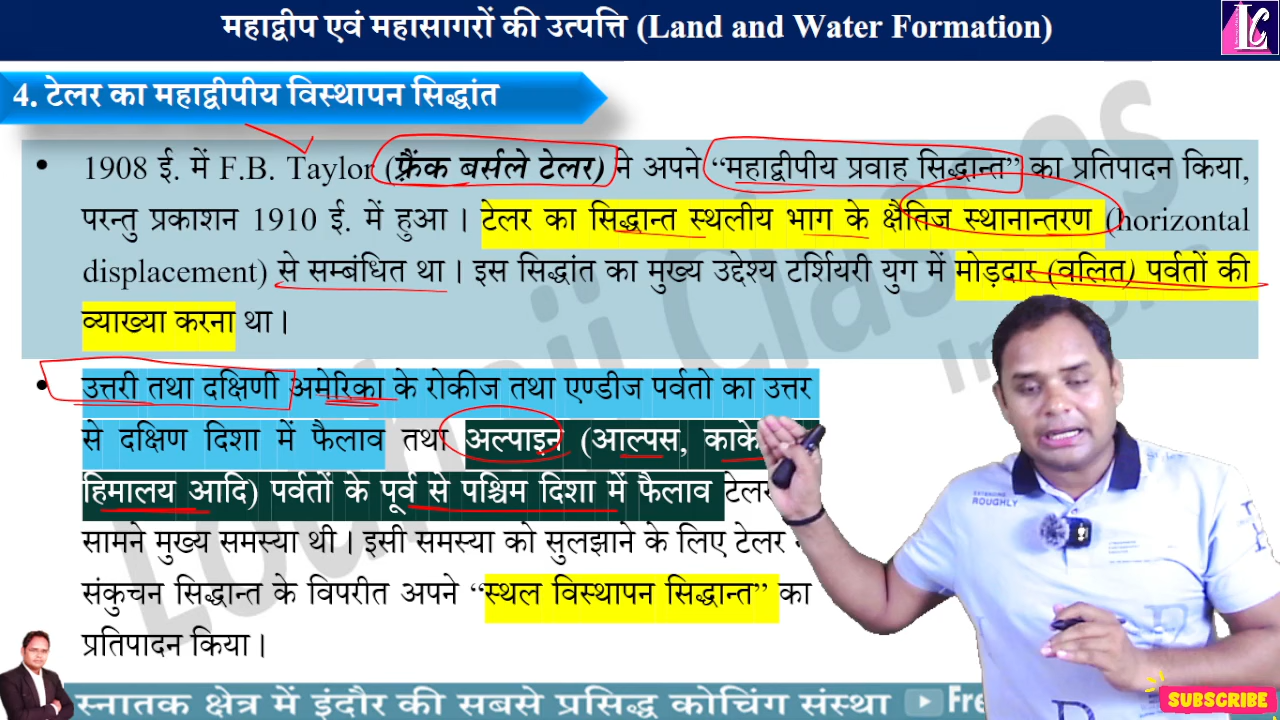 महाद्वीप एवं महासागरों की उत्पत्ति (Land and Water Formation)
LC
4. टेलर का महाद्वीपीय विस्थापन सिद्धांत
• 1908 ई. में F.B. Taylor (फ्रैंक बर्सले टेलर) ने अपने “महाद्वीपीय प्रवाह सिद्धान्त” का प्रतिपादन किया,
परन्तु प्रकाशन 1910 ई. में हुआ । टेलर का सिद्धान्त स्थलीय भाग के क्षैतिज स्थानान्तरण (horizontal
displacement) से सम्बंधित था । इस सिद्धांत का मुख्य उद्देश्य टर्शियरी युग में मोड़दार (वलित) पर्वतों की
व्याख्या करना था ।
• उत्तरी तथा दक्षिणी अमेरिका के रोकीज तथा एण्डीज पर्वतो का उत्तर
से दक्षिण दिशा में फैलाव तथा अल्पाइन (आल्पस, काके
हिमालय आदि) पर्वतों के पूर्व से पश्चिम दिशा में फैलाव टेलर
सामने मुख्य समस्या थी । इसी समस्या को सुलझाने के लिए टेलर
संकुचन सिद्धान्त के विपरीत अपने “स्थल विस्थापन सिद्धान्त” का
प्रतिपादन किया ।
EXTENDING
ROUGHLY
स्नातक क्षेत्र में इंदौर की सबसे प्रसिद्ध कोचिंग संस्था Fre
SUBSCRIBE